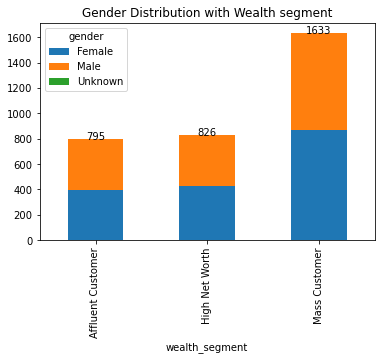 Gender Distribution with Wealth segment
gender
Female
Male
Unknown
1600
1400
1200
1000
800
600
400
200
0
795
826
1633
Affluent Customer
High Net Worth
Mass Customer
wealth_segment